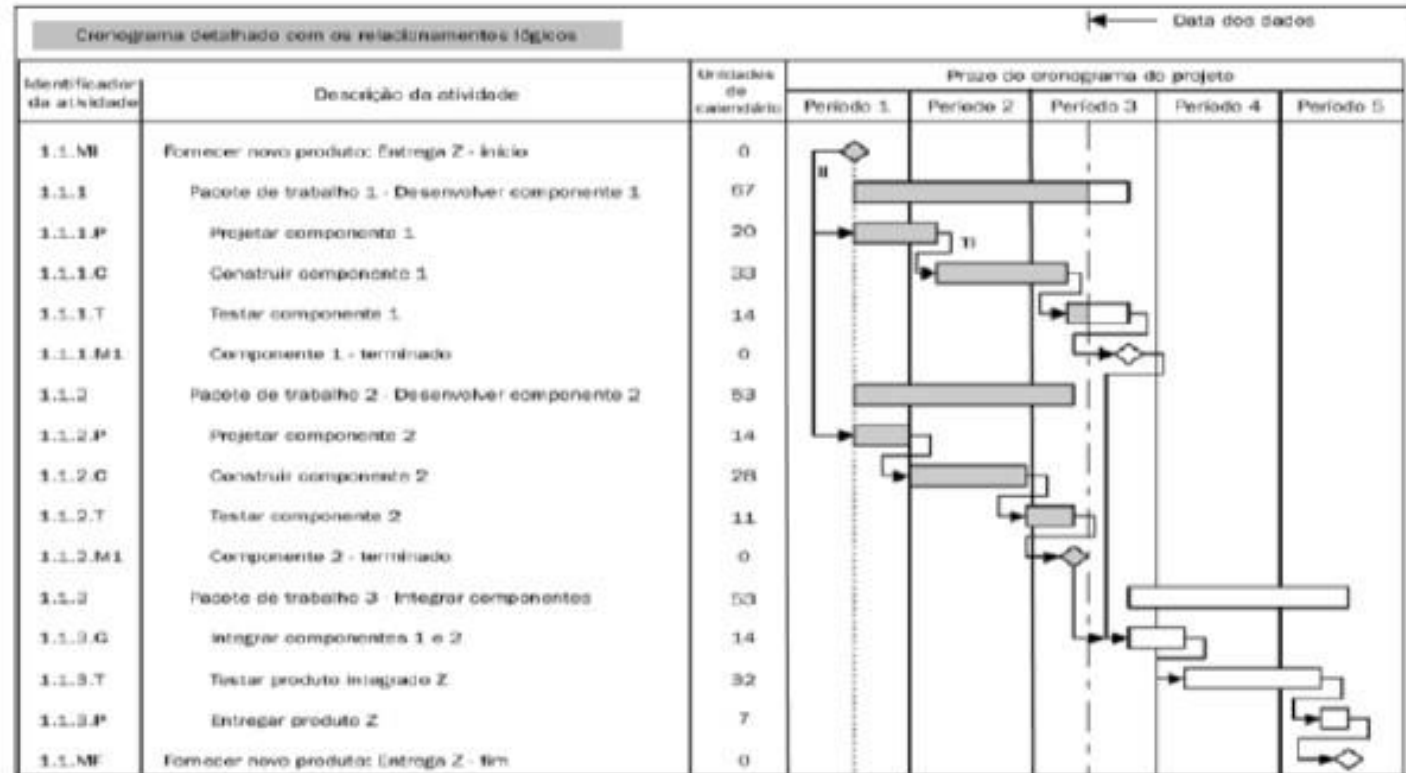 Data dos dados
Cronograma detalhado com os relacionamentos lógicos
Identificador da atividade
Descrição da atividade
Unidades de calendário
Prazo do cronograma do projeto
Período 1 Período 2 Período 3 Período 4 Período 5
1.1.MI Fornecer novo produto: Entrega Z - início 0
II
1.1.1 Pacote de trabalho 1 - Desenvolver componente 1 67
1.1.1.P Projetar componente 1 20
TI
1.1.1.C Construir componente 1 33
1.1.1.T Testar componente 1 14
1.1.1.M1 Componente 1 - terminado 0
1.1.2 Pacote de trabalho 2 - Desenvolver componente 2 53
1.1.2.P Projetar componente 2 14
1.1.2.C Construir componente 2 28
1.1.2.T Testar componente 2 11
1.1.2.M1 Componente 2 - terminado 0
1.1.3 Pacote de trabalho 3 - Integrar componentes 53
1.1.3.G Integrar componentes 1 e 2 14
1.1.3.T Testar produto integrado Z 32
1.1.3.P Entregar produto Z 7
1.1.MF Fornecer novo produto: Entrega Z - fim 0